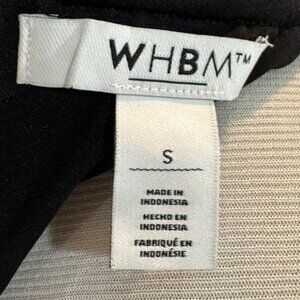 WHBM™
S
MADE IN
INDONESIA
HECHO EN
INDONESIA
FABRIQUÉ EN
INDONÉSIE